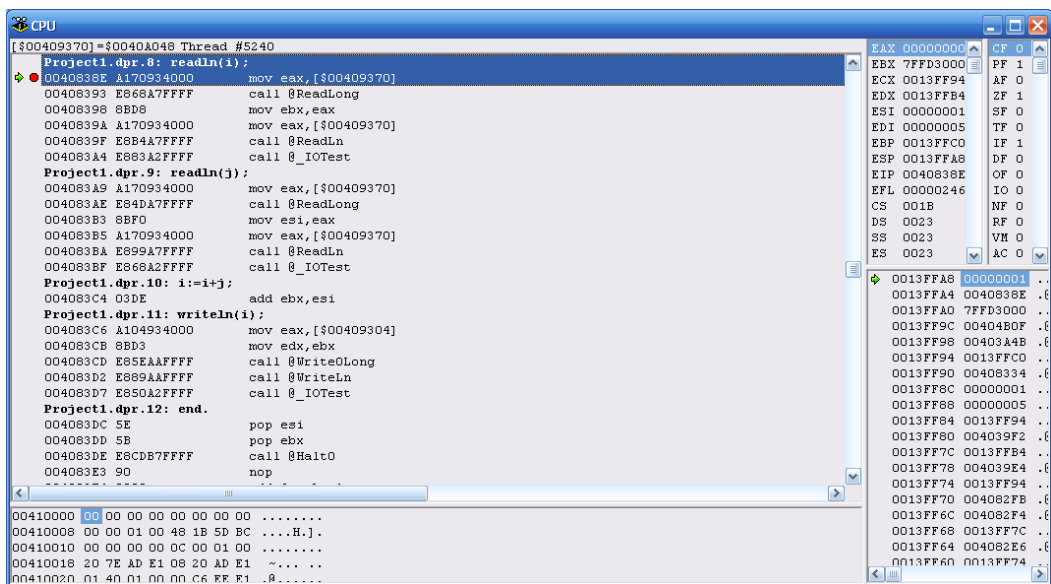 CPU
[$00409370]=$0040A048 Thread #5240
Project1.dpr.8: readln(i);
0040838E A170934000 mov eax,[$00409370]
00408393 E868A7FFFF call @ReadLong
00408398 8BD8 mov ebx,eax
0040839A A170934000 mov eax,[$00409370]
0040839F E8B4A7FFFF call @ReadLn
004083A4 E883A2FFFF call @_IOTest
Project1.dpr.9: readln(j);
004083A9 A170934000 mov eax,[$00409370]
004083AE E84DA7FFFF call @ReadLong
004083B3 8BF0 mov esi,eax
004083B5 A170934000 mov eax,[$00409370]
004083BA E899A7FFFF call @ReadLn
004083BF E868A2FFFF call @_IOTest
Project1.dpr.10: i:=i+j;
004083C4 03DE add ebx,esi
Project1.dpr.11: writeln(i);
004083C6 A104934000 mov eax,[$00409304]
004083CB 8BD3 mov edx,ebx
004083CD E85EAAFFFF call @Write0Long
004083D2 E889AAFFFF call @WriteLn
004083D7 E850A2FFFF call @_IOTest
Project1.dpr.12: end.
004083DC 5E pop esi
004083DD 5B pop ebx
004083DE E8CDB7FFFF call @Halt0
004083E3 90 nop
00410000 00 00 00 00 00 00 00 00 ........
00410008 00 00 01 00 48 1B 5D BC ....H.].
00410010 00 00 00 00 0C 00 01 00 ........
00410018 20 7E AD E1 08 20 AD E1 ~... ..
00410020 01 40 01 00 00 C6 EE E1 .@......
EAX 00000000
EBX 7FFD3000
ECX 0013FF94
EDX 0013FFB4
ESI 00000001
EDI 00000005
EBP 0013FFC0
ESP 0013FFA8
EIP 0040838E
EFL 00000246
CS 001B
DS 0023
SS 0023
ES 0023
CF 0
PF 1
AF 0
ZF 1
SF 0
TF 0
IF 1
DF 0
OF 0
IO 0
NF 0
RF 0
VM 0
AC 0
0013FFA8 00000001 ..
0013FFA4 0040838E .@
0013FFA0 7FFD3000
0013FF9C 00404B0F .@
0013FF98 00403A4B .@
0013FF94 0013FFC0 ..
0013FF90 00408334 .@
0013FF8C 00000001 ..
0013FF88 00000005 ..
0013FF84 0013FF94 ..
0013FF80 004039F2 .@
0013FF7C 0013FFB4 ..
0013FF78 004039E4 .@
0013FF74 0013FF94 ..
0013FF70 004082FB .@
0013FF6C 004082F4 .@
0013FF68 0013FF7C ..
0013FF64 004082E6 .@
0013FF60 0013FF74 ..